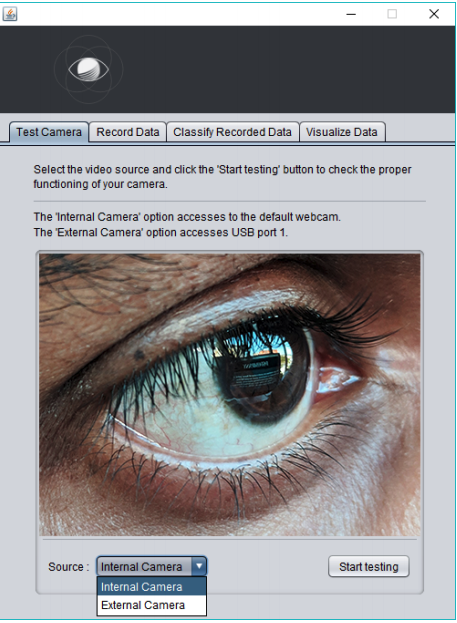 Test Camera Record Data Classify Recorded Data Visualize Data
Select the video source and click the 'Start testing' button to check the proper
functioning of your camera.
The 'Internal Camera' option accesses to the default webcam.
The 'External Camera' option accesses USB port 1.
Source : Internal Camera Start testing
Internal Camera
External Camera